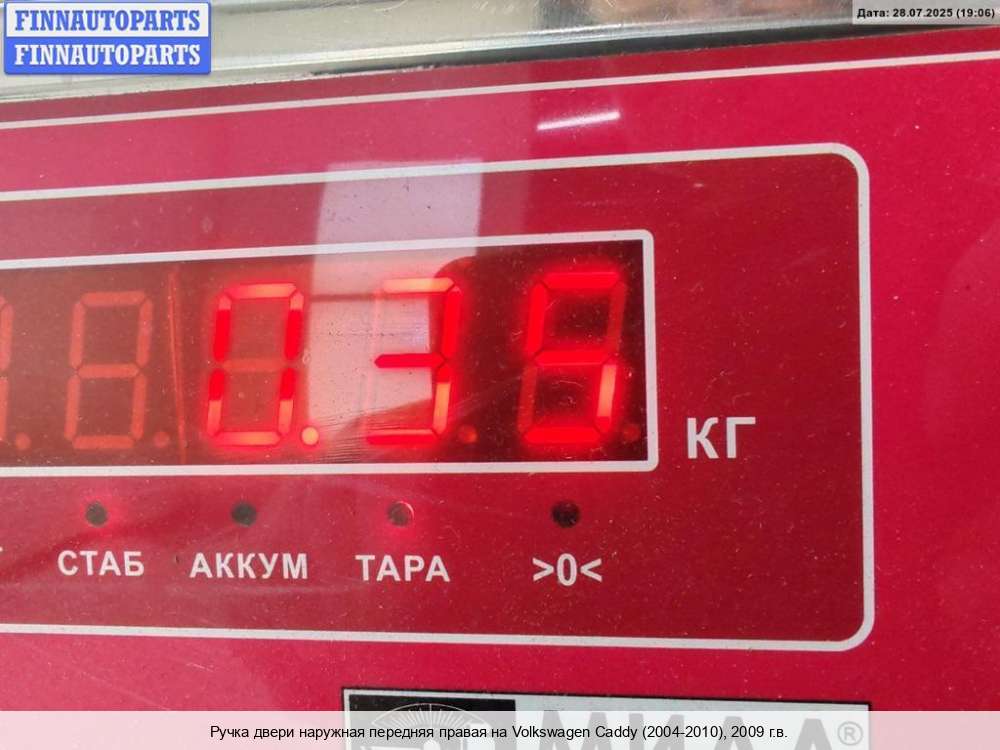 FINNAUTOPARTS
FINNAUTOPARTS
Дата: 28.07.2025 (19:06)
0.35
КГ
СТАБ АККУМ ТАРА >0<
Ручка двери наружная передняя правая на Volkswagen Caddy (2004-2010), 2009 г.в.